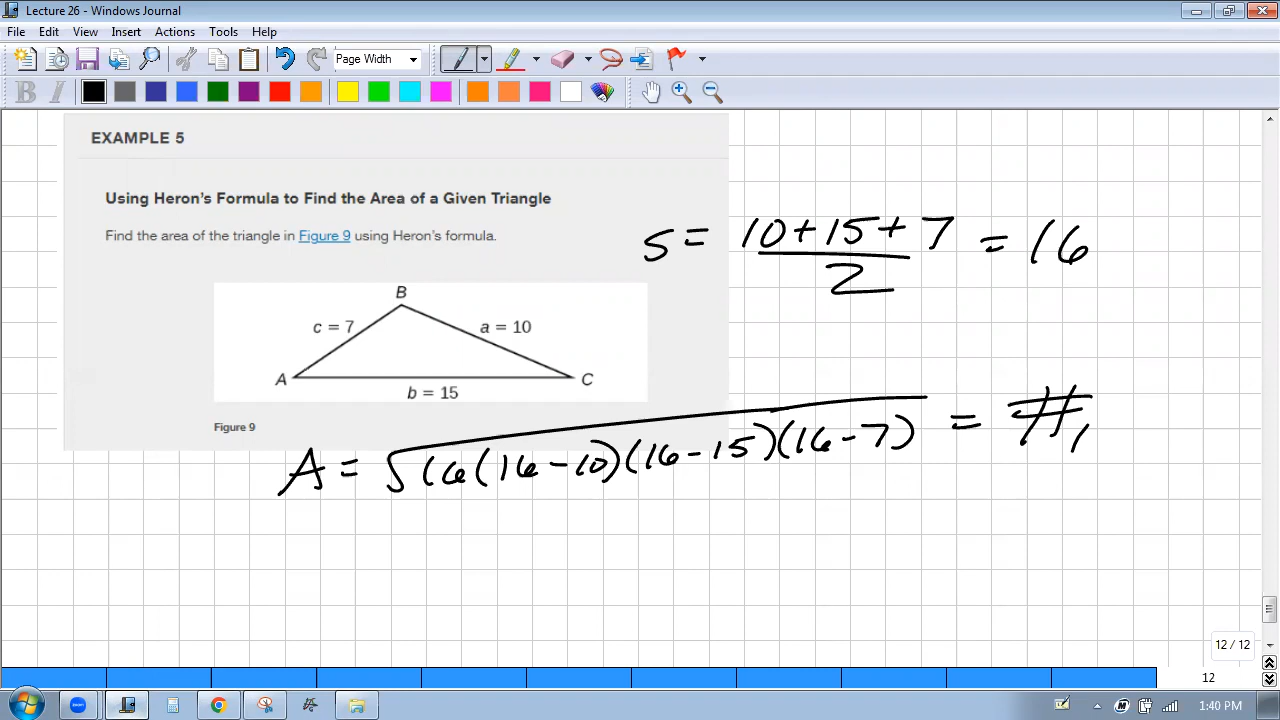 Lecture 26 - Windows Journal
File Edit View Insert Actions Tools Help
Page Width
B I
EXAMPLE 5
Using Heron's Formula to Find the Area of a Given Triangle
Find the area of the triangle in Figure 9 using Heron's formula.
s = 10+15+7 / 2 = 16
B
c = 7
a = 10
A
C
b = 15
Figure 9
A = √16(16-10)(16-15)(16-7) = #
12 / 12
12
1:40 PM